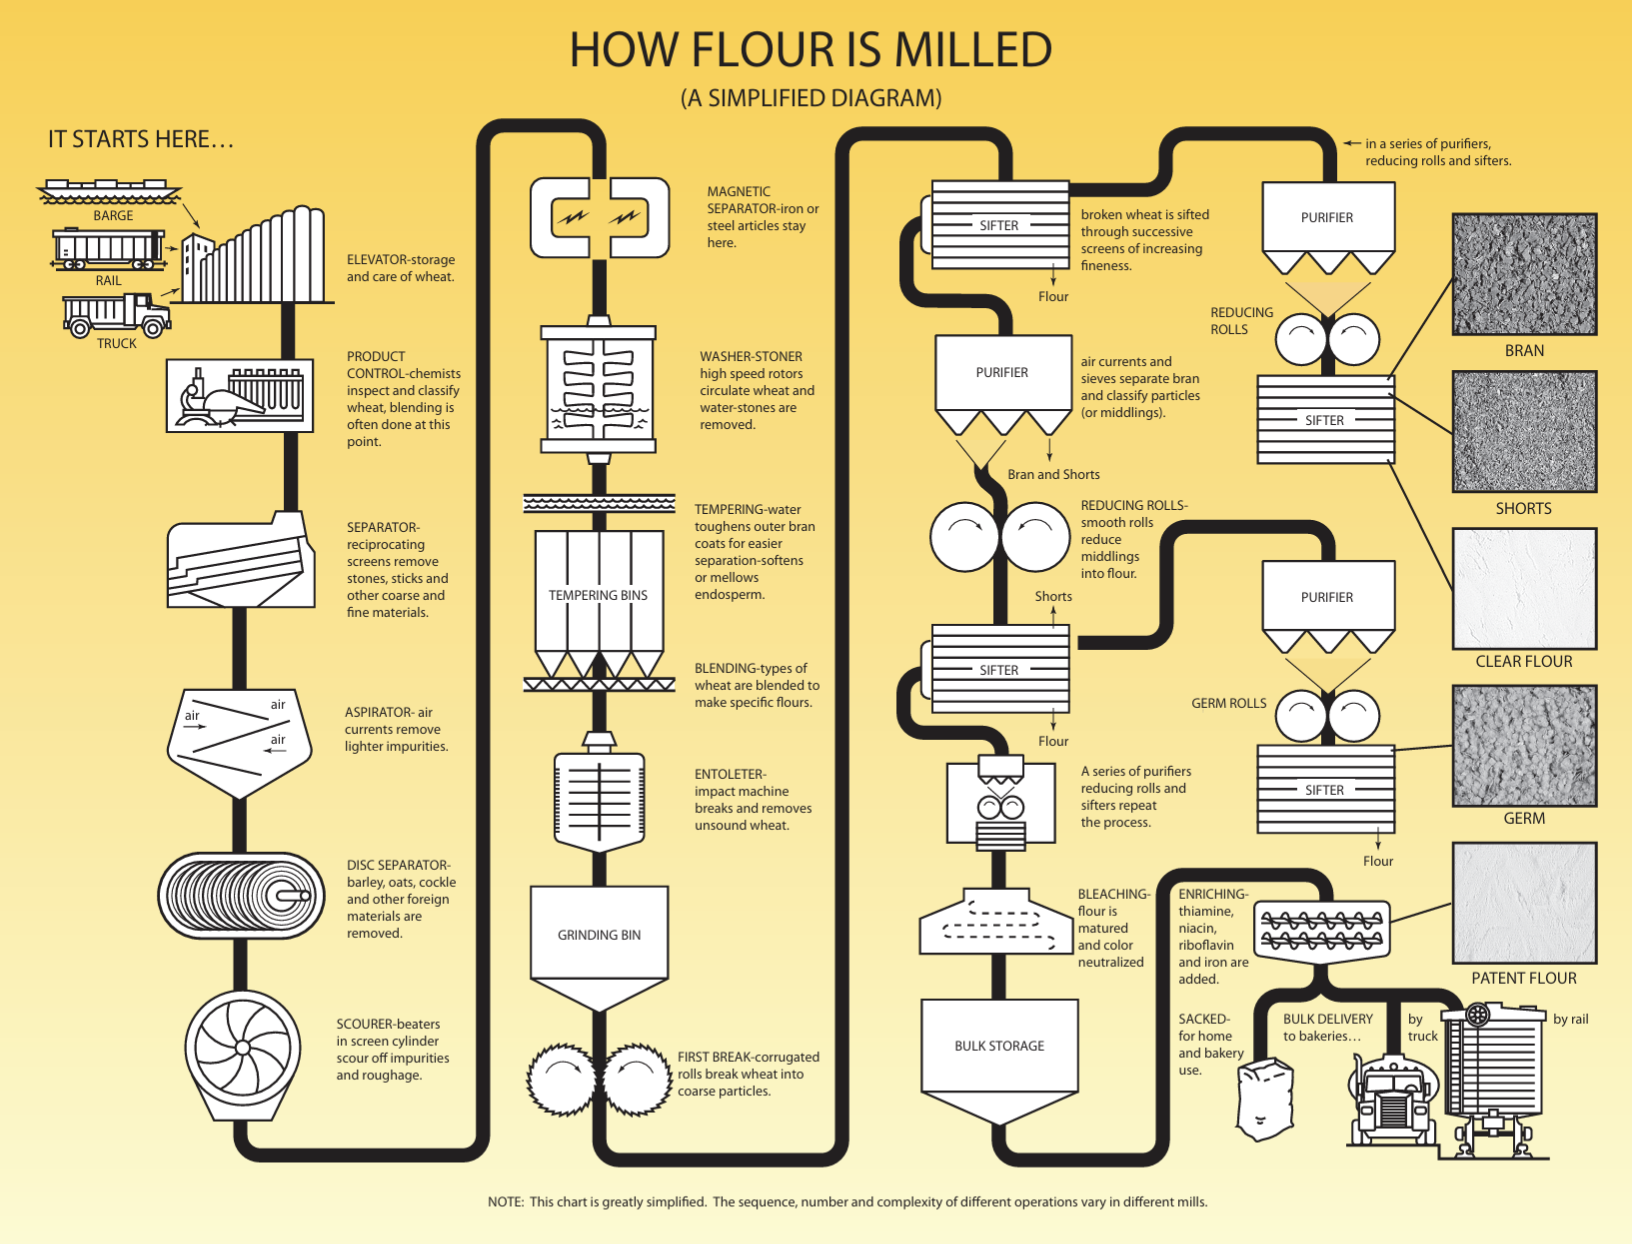 HOW FLOUR IS MILLED
(A SIMPLIFIED DIAGRAM)
IT STARTS HERE…
BARGE
RAIL
TRUCK
ELEVATOR-storage
and care of wheat.
PRODUCT
CONTROL-chemists
inspect and classify
wheat, blending is
often done at this
point.
SEPARATOR-
reciprocating
screens remove
stones, sticks and
other coarse and
fine materials.
air
air
air
ASPIRATOR- air
currents remove
lighter impurities.
DISC SEPARATOR-
barley, oats, cockle
and other foreign
materials are
removed.
SCOURER-beaters
in screen cylinder
scour off impurities
and roughage.
MAGNETIC
SEPARATOR-iron or
steel articles stay
here.
WASHER-STONER
high speed rotors
circulate wheat and
water-stones are
removed.
TEMPERING-water
toughens outer bran
coats for easier
separation-softens
or mellows
endosperm.
TEMPERING BINS
BLENDING-types of
wheat are blended to
make specific flours.
ENTOLETER-
impact machine
breaks and removes
unsound wheat.
GRINDING BIN
FIRST BREAK-corrugated
rolls break wheat into
coarse particles.
SIFTER
broken wheat is sifted
through successive
screens of increasing
fineness.
Flour
PURIFIER
air currents and
sieves separate bran
and classify particles
(or middlings).
Bran and Shorts
REDUCING ROLLS-
smooth rolls
reduce
middlings
into flour.
Shorts
SIFTER
Flour
A series of purifiers
reducing rolls and
sifters repeat
the process.
BLEACHING-
flour is
matured
and color
neutralized
BULK STORAGE
in a series of purifiers,
reducing rolls and sifters.
PURIFIER
REDUCING
ROLLS
SIFTER
BRAN
SHORTS
CLEAR FLOUR
PURIFIER
GERM ROLLS
SIFTER
Flour
GERM
ENRICHING-
thiamine,
niacin,
riboflavin
and iron are
added.
PATENT FLOUR
SACKED-
for home
and bakery
use.
BULK DELIVERY
to bakeries…
by
truck
by rail
NOTE: This chart is greatly simplified. The sequence, number and complexity of different operations vary in different mills.